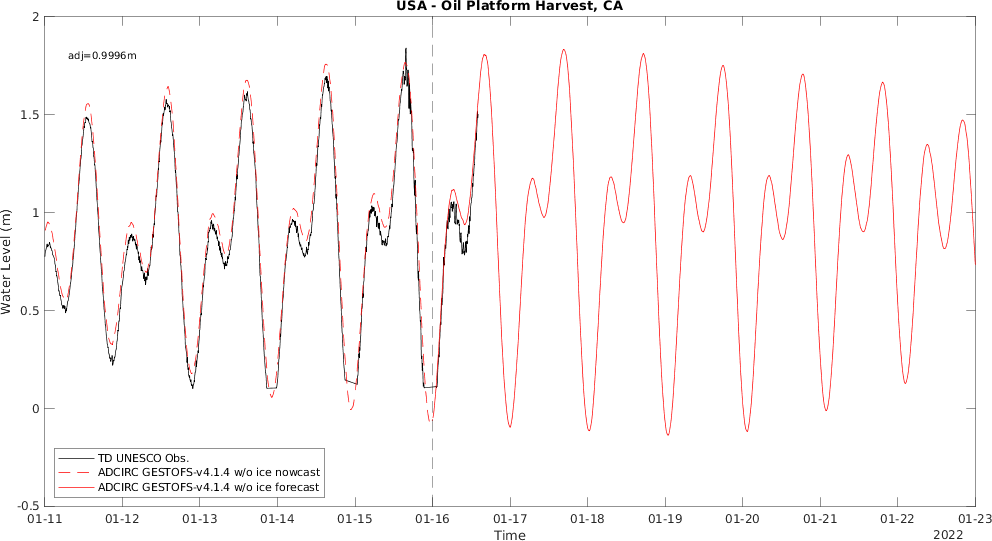 USA - Oil Platform Harvest, CA
adj=0.9996m
2
1.5
1
0.5
0
-0.5
Water Level (m)
TD UNESCO Obs.
ADCIRC GESTOFS-v4.1.4 w/o ice nowcast
ADCIRC GESTOFS-v4.1.4 w/o ice forecast
01-11 01-12 01-13 01-14 01-15 01-16 01-17 01-18 01-19 01-20 01-21 01-22 01-23
Time
2022